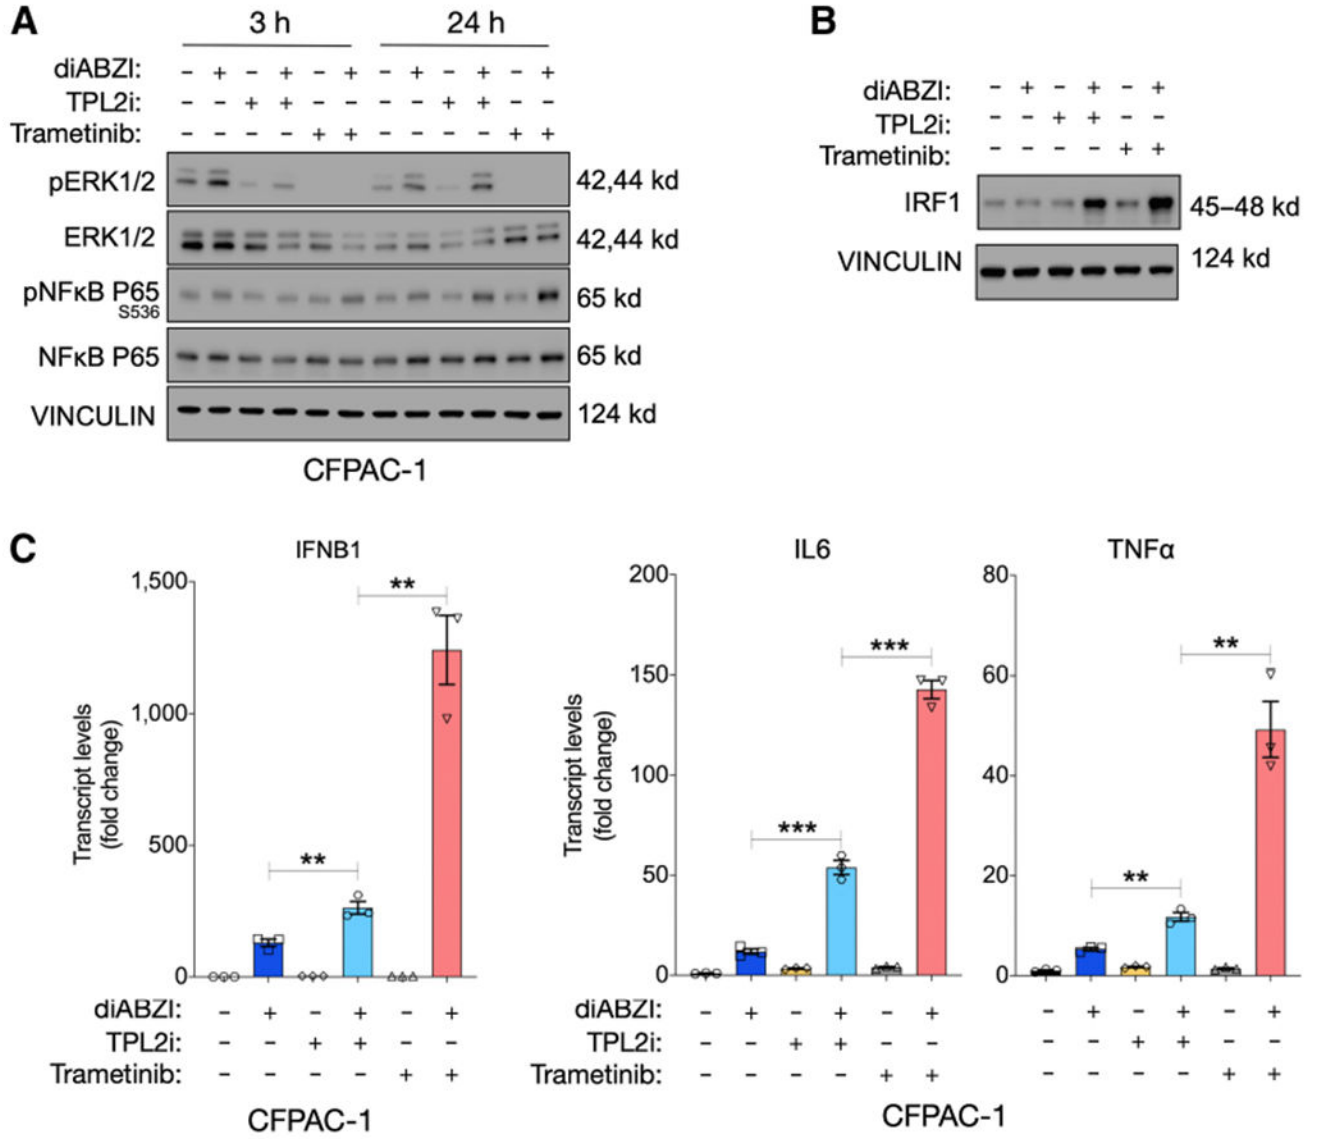 A
3 h 24 h
diABZI: - + - + - + - + - + - +
TPL2i: - - + + - - - - + + - -
Trametinib: - - - - + + - - - - + +
pERK1/2 42,44 kd
ERK1/2 42,44 kd
pNFκB P65
S536
65 kd
NFκB P65 65 kd
VINCULIN 124 kd
CFPAC-1
B
diABZI: - + - + - +
TPL2i: - - + + - -
Trametinib: - - - - + +
IRF1 45–48 kd
VINCULIN 124 kd
C
IFNB1
Transcript levels
(fold change)
1,500
1,000
500
0
**
**
diABZI: - + - + - +
TPL2i: - - + + - -
Trametinib: - - - - + +
CFPAC-1
IL6
Transcript levels
(fold change)
200
150
100
50
0
***
***
diABZI: - + - + - +
TPL2i: - - + + - -
Trametinib: - - - - + +
TNFα
80
60
40
20
0
**
**
- + - + - +
- - + + - -
- - - - + +
CFPAC-1